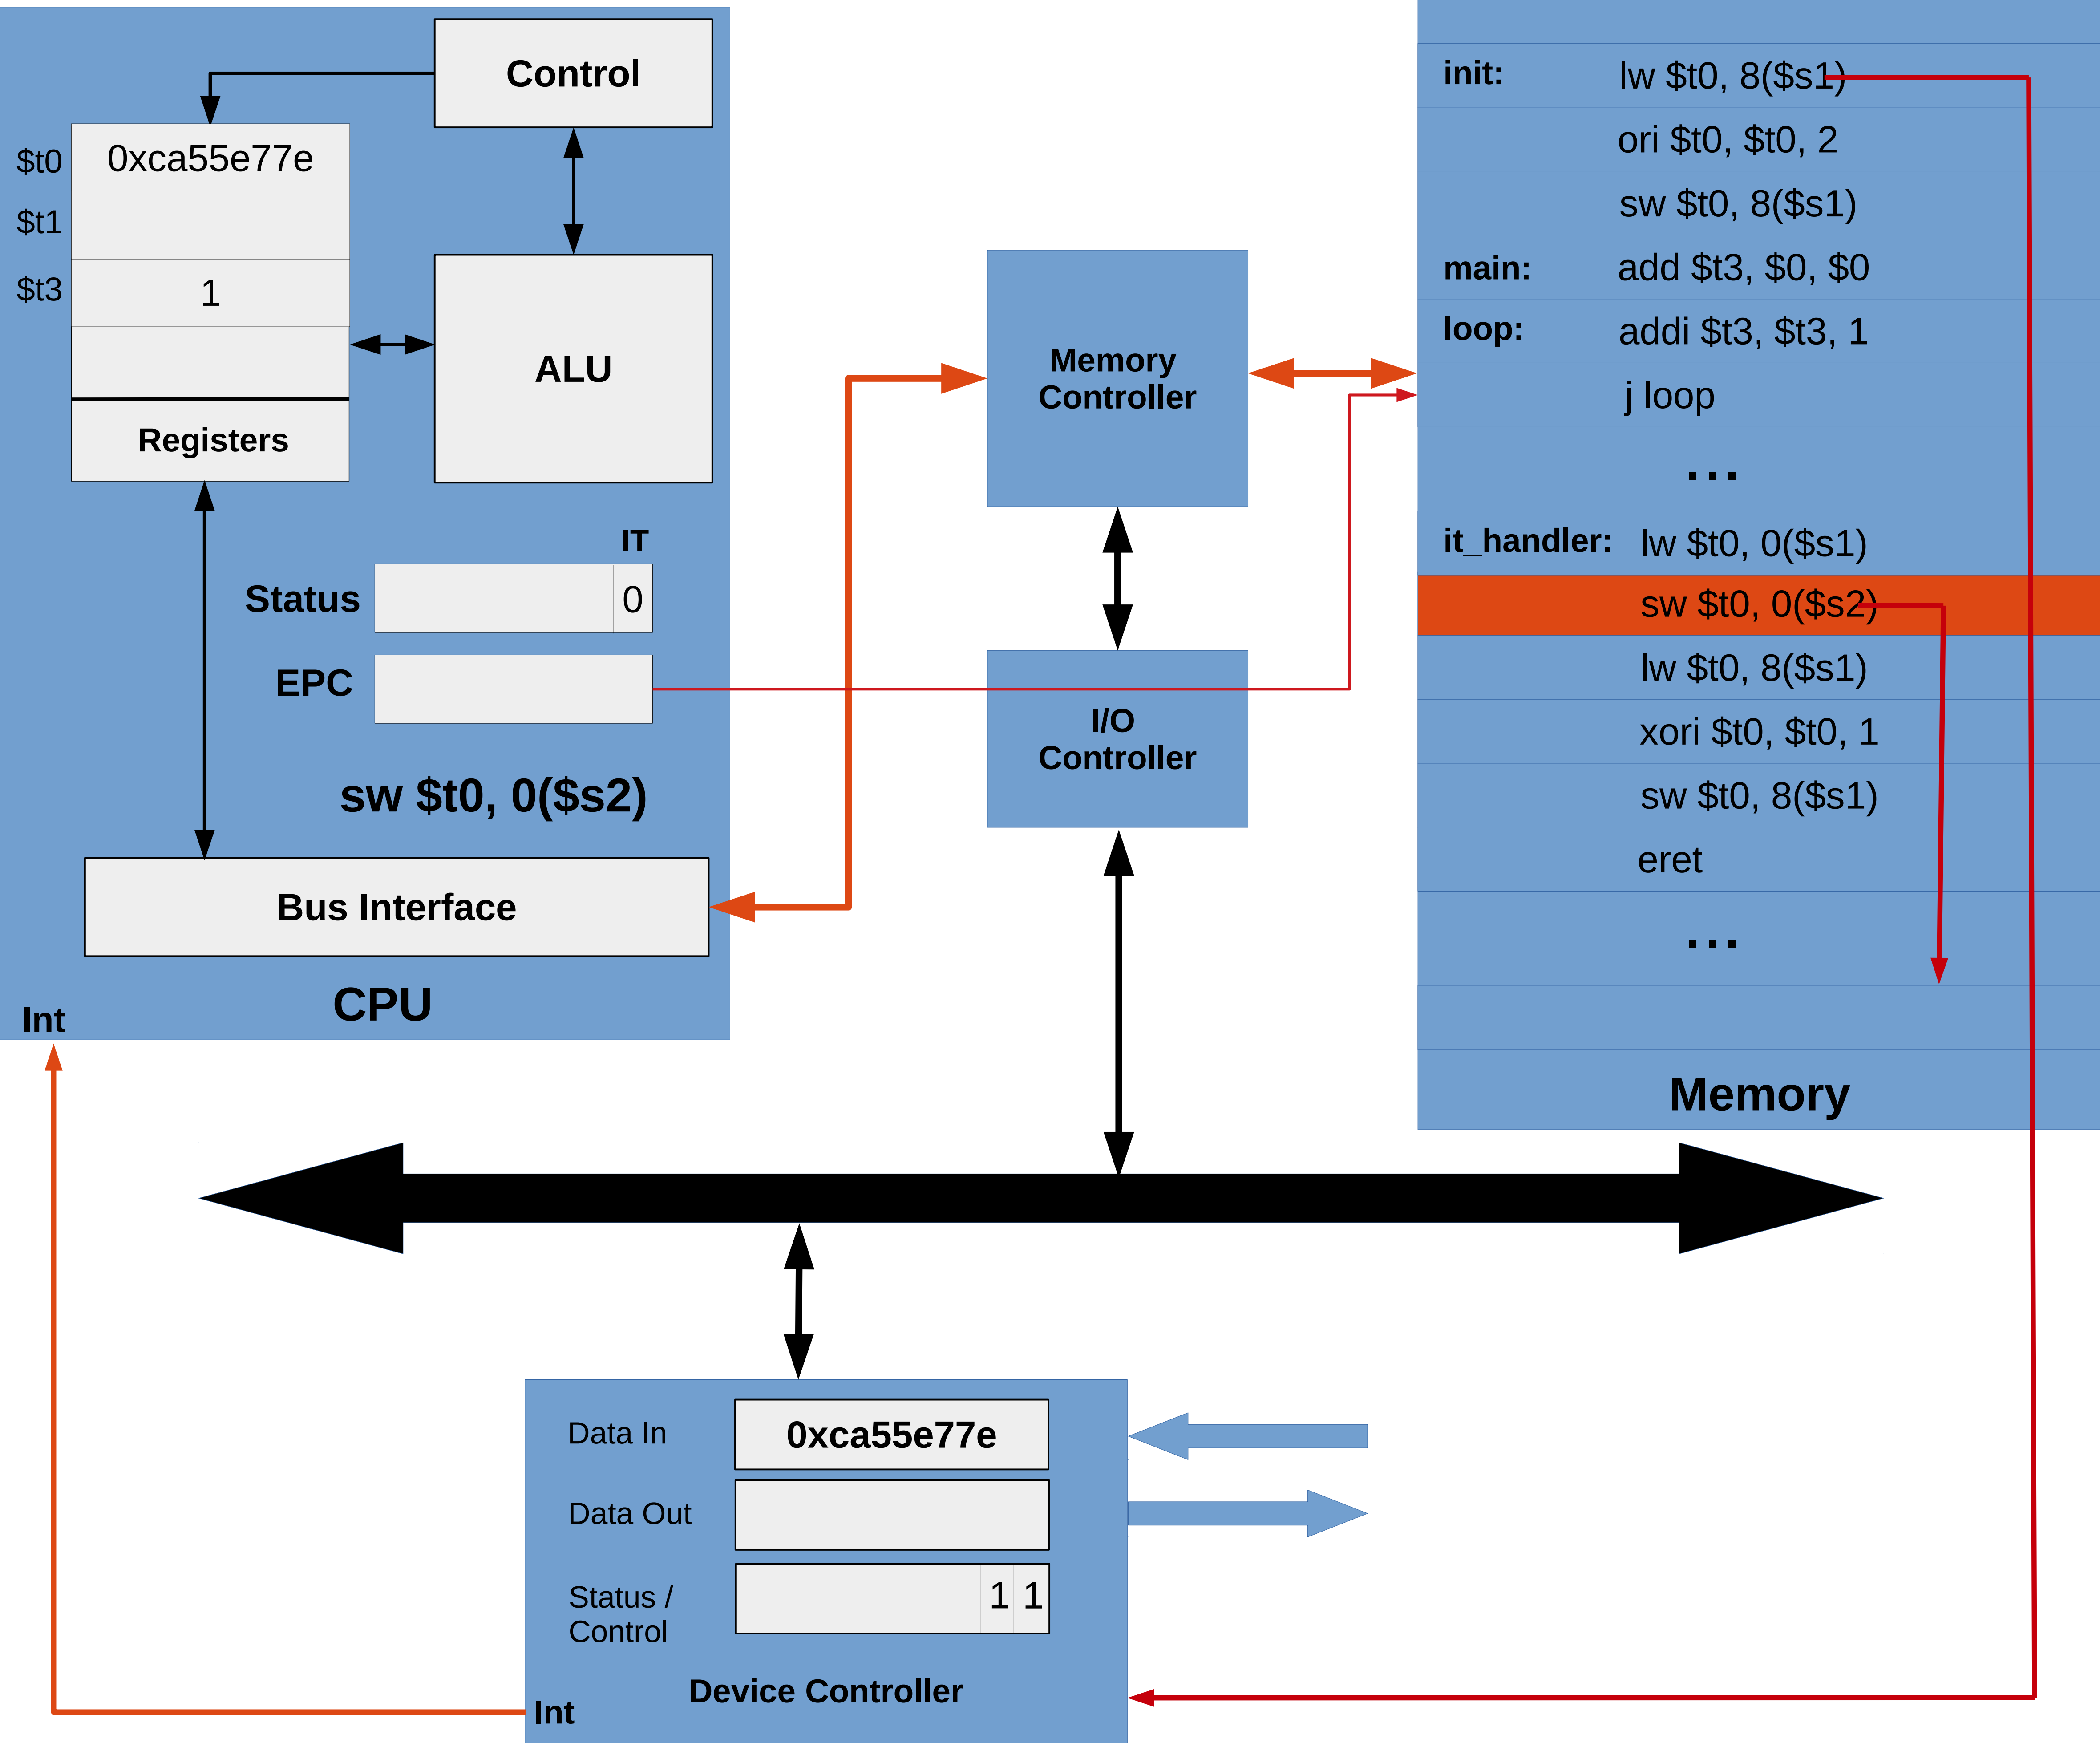 Control
$t0 0xca55e77e
$t1
$t3 1
Registers
ALU
IT
Status 0
EPC
sw $t0, 0($s2)
Bus Interface
CPU
Int
Memory
Controller
I/O
Controller
init: lw $t0, 8($s1)
ori $t0, $t0, 2
sw $t0, 8($s1)
main: add $t3, $0, $0
loop: addi $t3, $t3, 1
j loop
...
it_handler: lw $t0, 0($s1)
sw $t0, 0($s2)
lw $t0, 8($s1)
xori $t0, $t0, 1
sw $t0, 8($s1)
eret
...
Memory
Data In 0xca55e77e
Data Out
Status / 1 1
Control
Device Controller
Int